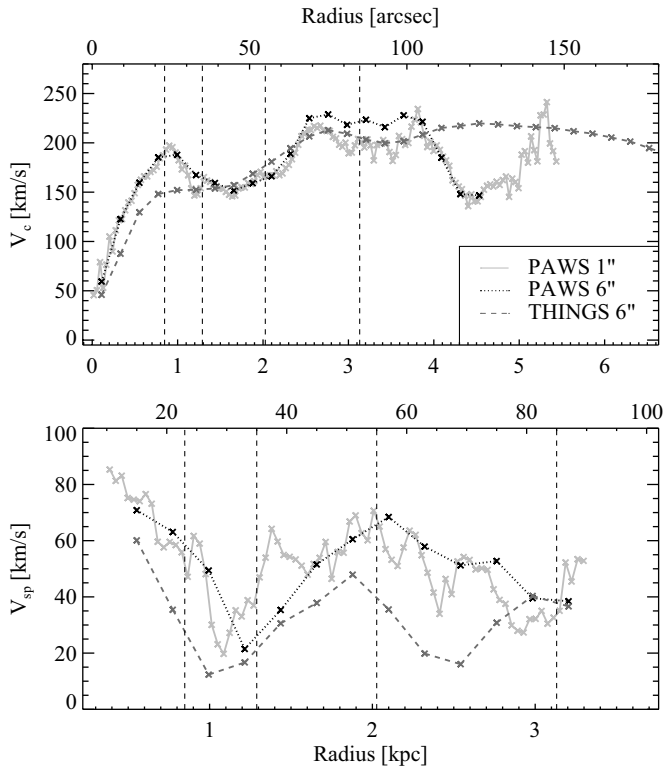 Radius [arcsec]
0 50 100 150
250
200
150
100
50
0
V_c [km/s]
PAWS 1"
PAWS 6"
THINGS 6"
0 1 2 3 4 5 6
20 40 60 80 100
100
80
60
40
20
0
V_sp [km/s]
1 2 3
Radius [kpc]